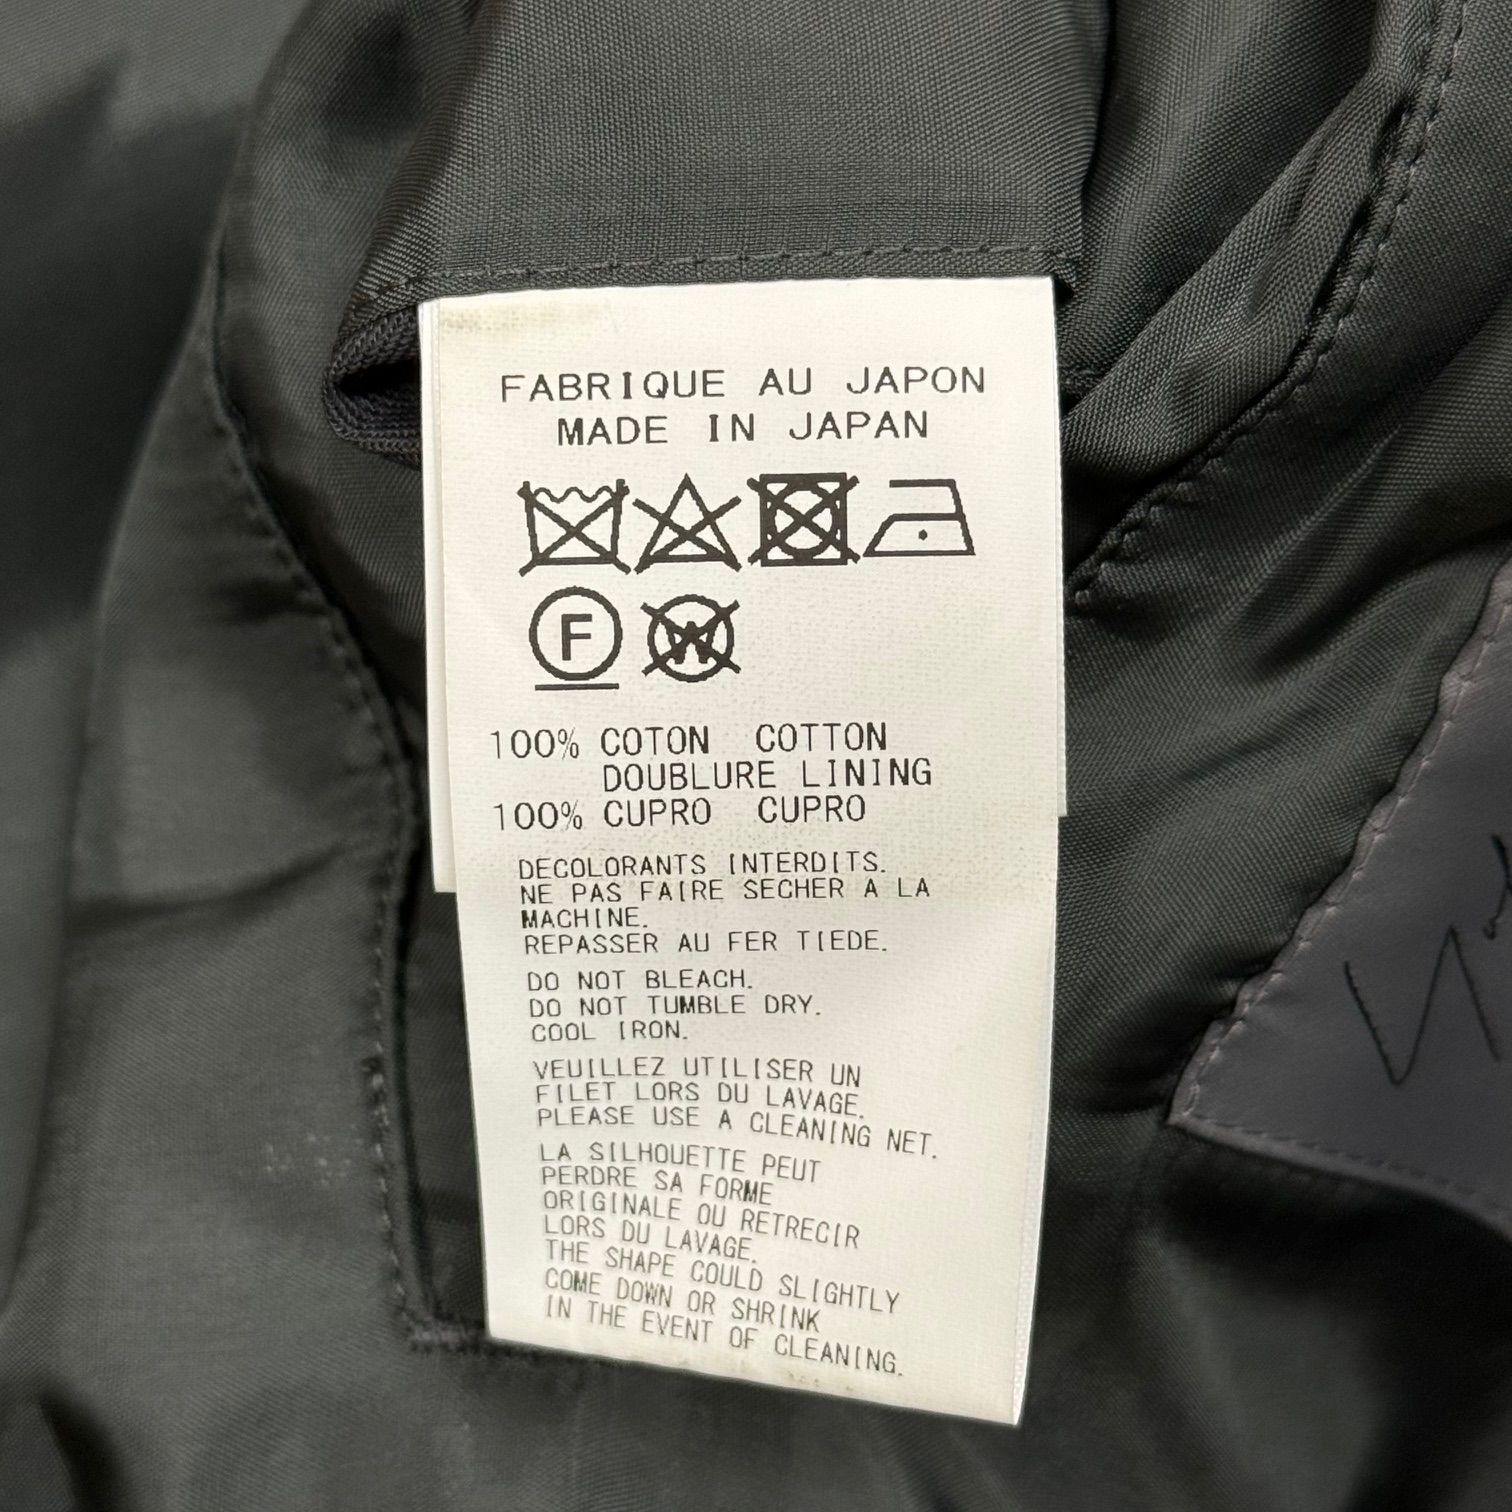 FABRIQUE AU JAPON
MADE IN JAPAN
F W
100% COTON COTTON
DOUBLURE LINING
100% CUPRO CUPRO
DECOLORANTS INTERDITS.
NE PAS FAIRE SECHER A LA
MACHINE.
REPASSER AU FER TIEDE.
DO NOT BLEACH.
DO NOT TUMBLE DRY.
COOL IRON.
VEUILLEZ UTILISER UN
FILET LORS DU LAVAGE.
PLEASE USE A CLEANING NET.
LA SILHOUETTE PEUT
PERDRE SA FORME
ORIGINALE OU RETRECIR
LORS DU LAVAGE.
THE SHAPE COULD SLIGHTLY
COME DOWN OR SHRINK
IN THE EVENT OF CLEANING.